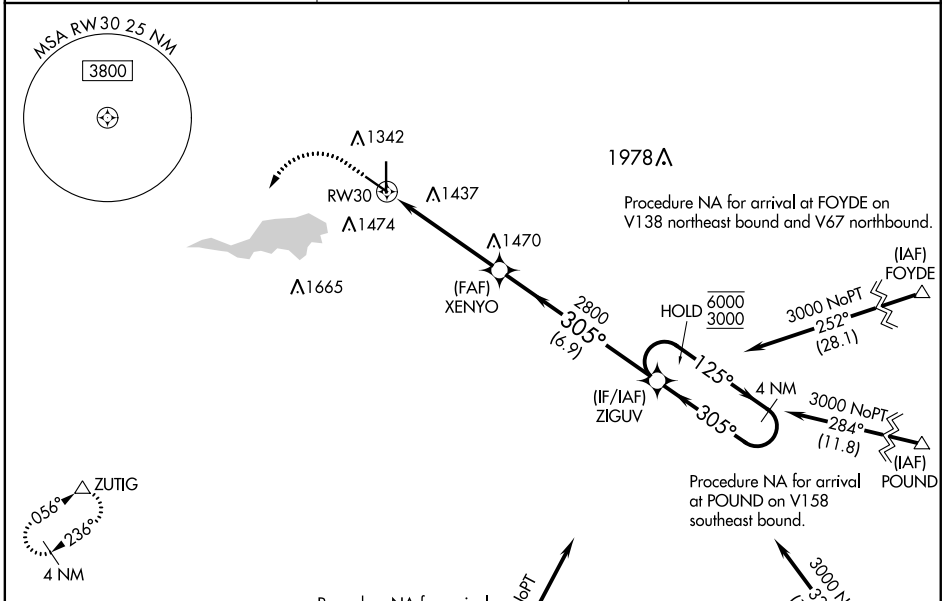 MSA RW30 25 NM
3800
1342
1978
RW30
1437
Procedure NA for arrival at FOYDE on
V138 northeast bound and V67 northbound.
1474
1470
(IAF)
FOYDE
1665
(FAF)
XENYO
2800
305°
(6.9)
HOLD
6000
3000
3000 NoPT
252°
(28.1)
125°
4 NM
(IF/IAF)
ZIGUV
305°
3000 NoPT
284°
(11.8)
(IAF)
POUND
Procedure NA for arrival
at POUND on V158
southeast bound.
ZUTIG
056°
236°
4 NM
NoPT
3000